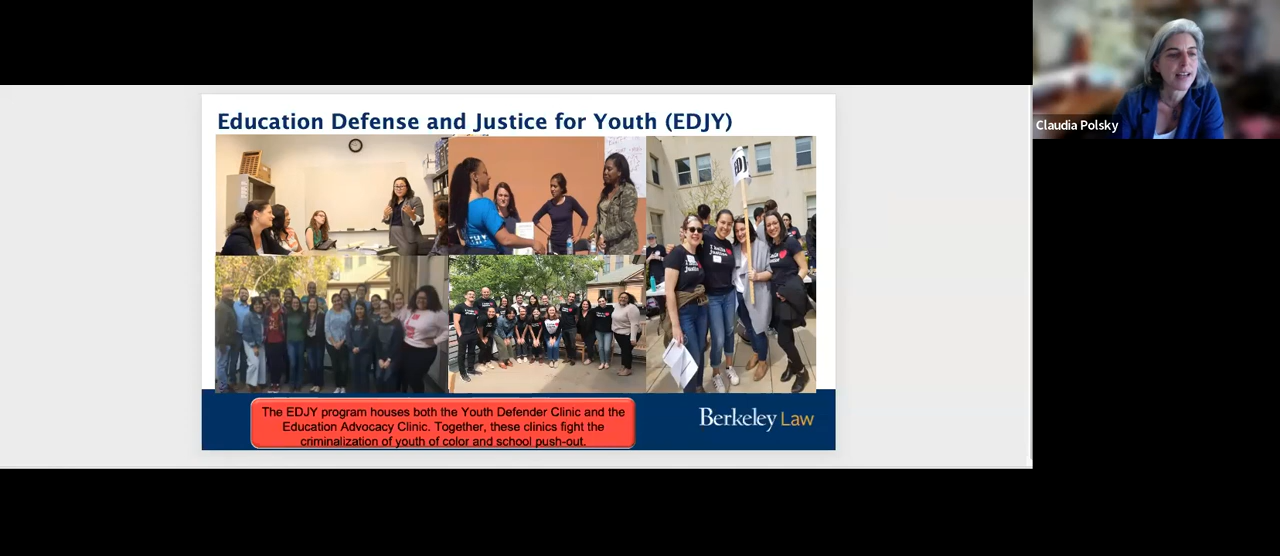 Education Defense and Justice for Youth (EDJY)
EDJ
The EDJY program houses both the Youth Defender Clinic and the
Education Advocacy Clinic. Together, these clinics fight the
criminalization of youth of color and school push-out.
Berkeley Law
Claudia Polsky